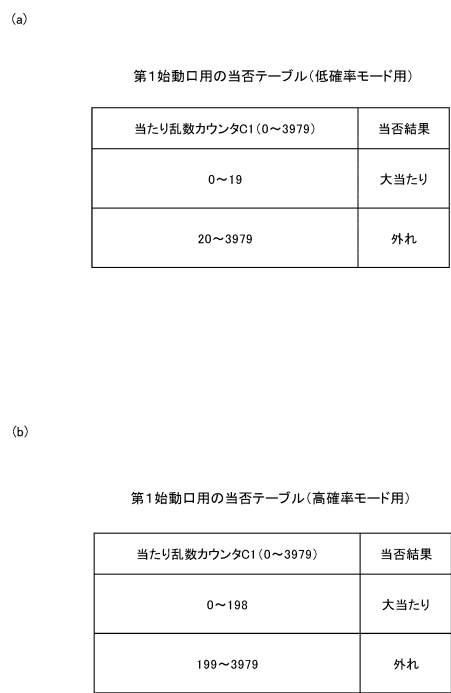 (a)
第1始動口用の当否テーブル(低確率モード用)
当たり乱数カウンタC1(0～3979) 当否結果
0～19 大当たり
20～3979 外れ
(b)
第1始動口用の当否テーブル(高確率モード用)
当たり乱数カウンタC1(0～3979) 当否結果
0～198 大当たり
199～3979 外れ